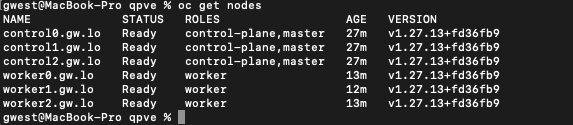 gwest@MacBook-Pro qpve % oc get nodes
NAME STATUS ROLES AGE VERSION
control0.gw.lo Ready control-plane,master 27m v1.27.13+fd36fb9
control1.gw.lo Ready control-plane,master 27m v1.27.13+fd36fb9
control2.gw.lo Ready control-plane,master 27m v1.27.13+fd36fb9
worker0.gw.lo Ready worker 13m v1.27.13+fd36fb9
worker1.gw.lo Ready worker 12m v1.27.13+fd36fb9
worker2.gw.lo Ready worker 13m v1.27.13+fd36fb9
gwest@MacBook-Pro qpve %